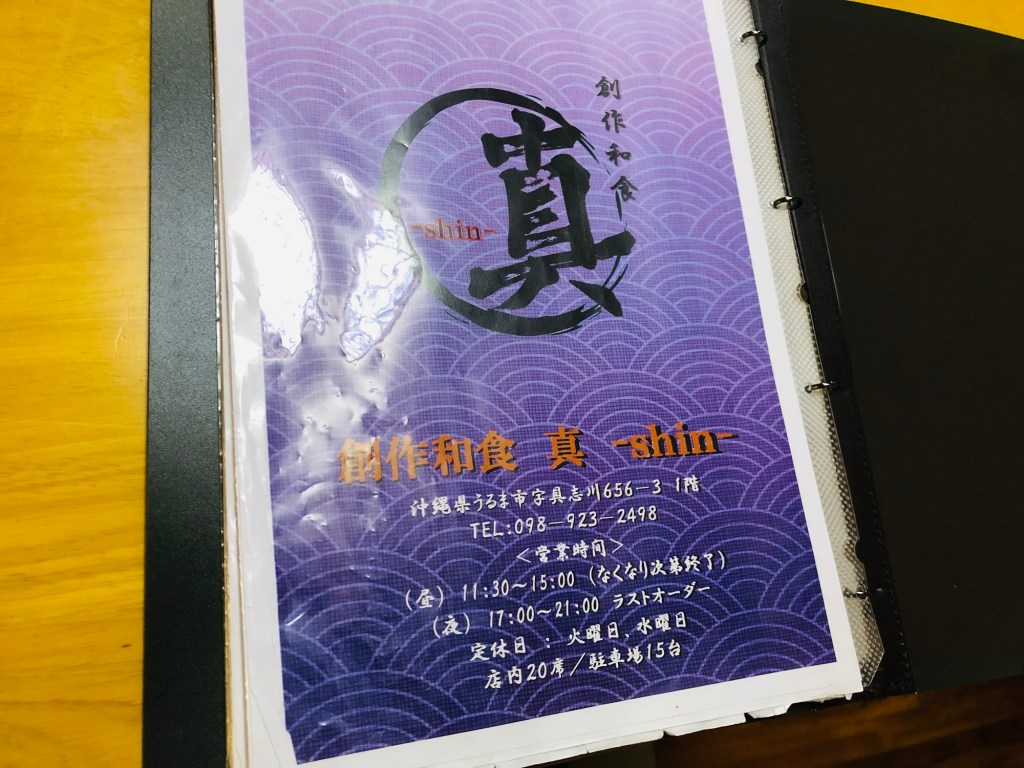 創作和食
真
-shin-
創作和食 真 -shin-
沖縄県うるま市字具志川656－3 1階
TEL:098－923－2498
＜営業時間＞
（昼） 11:30～15:00 (なくなり次第終了)
（夜） 17:00～21:00 ラストオーダー
定休日 : 火曜日、水曜日
店内20席／駐車場15台